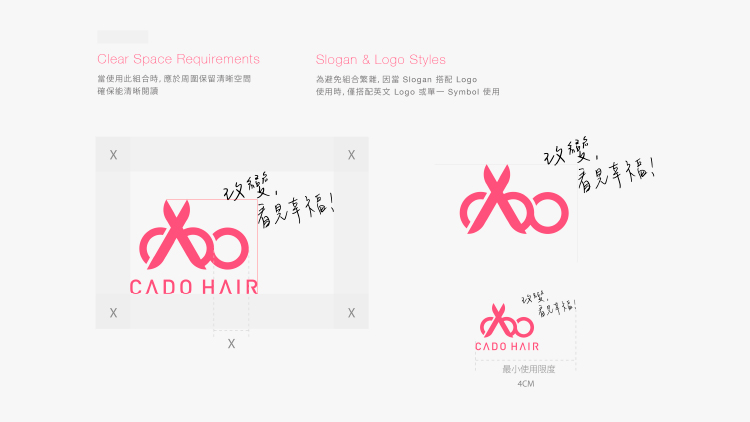 Clear Space Requirements
當使用此組合時, 應於周圍保留清晰空間
確保能清晰閱讀
Slogan & Logo Styles
為避免組合繁雜, 因當 Slogan 搭配 Logo
使用時, 僅搭配英文 Logo 或單一 Symbol 使用
X
X
改變,
看見幸福!
CADO HAIR
X
X
X
改變,
看見幸福!
改變,
看見幸福!
CADO HAIR
最小使用限度
4CM